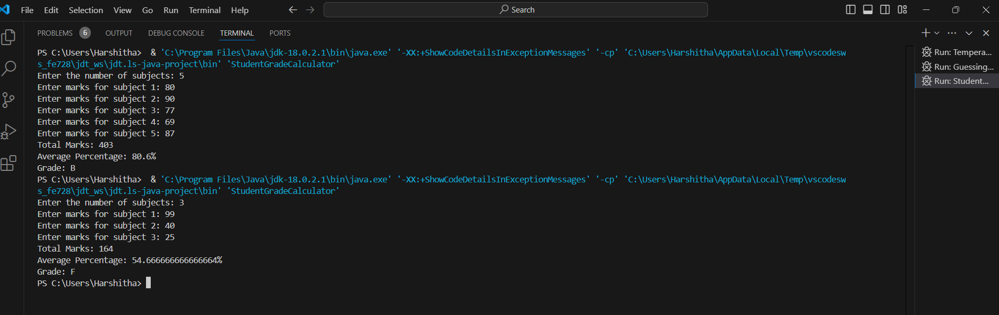 File Edit Selection View Go Run Terminal Help Search
PROBLEMS 6 OUTPUT DEBUG CONSOLE TERMINAL PORTS
PS C:\Users\Harshitha>  & 'C:\Program Files\Java\jdk-18.0.2.1\bin\java.exe' '-XX:+ShowCodeDetailsInExceptionMessages' '-cp' 'C:\Users\Harshitha\AppData\Local\Temp\vscodesw
s_fe728\jdt_ws\jdt.ls-java-project\bin' 'StudentGradeCalculator'
Enter the number of subjects: 5
Enter marks for subject 1: 80
Enter marks for subject 2: 90
Enter marks for subject 3: 77
Enter marks for subject 4: 69
Enter marks for subject 5: 87
Total Marks: 403
Average Percentage: 80.6%
Grade: B
PS C:\Users\Harshitha>  & 'C:\Program Files\Java\jdk-18.0.2.1\bin\java.exe' '-XX:+ShowCodeDetailsInExceptionMessages' '-cp' 'C:\Users\Harshitha\AppData\Local\Temp\vscodesw
s_fe728\jdt_ws\jdt.ls-java-project\bin' 'StudentGradeCalculator'
Enter the number of subjects: 3
Enter marks for subject 1: 99
Enter marks for subject 2: 40
Enter marks for subject 3: 25
Total Marks: 164
Average Percentage: 54.666666666666664%
Grade: F
PS C:\Users\Harshitha>
Run: Tempera...
Run: Guessing...
Run: Student...